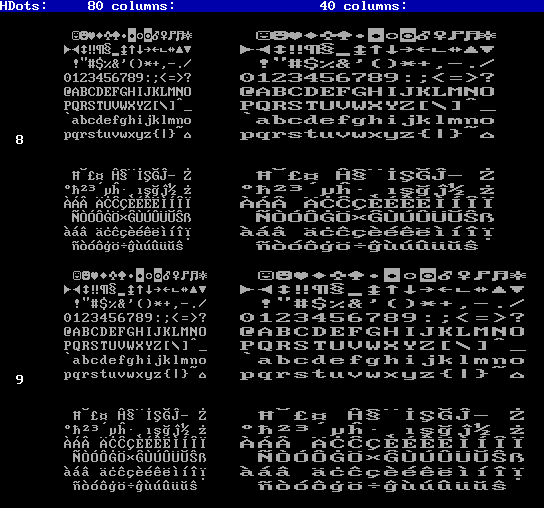 HDots: 80 columns: 40 columns:
☺☻♥♦♣♠•◘○◙♂♀♪♫☼ ☺☻♥♦♣♠•◘○◙♂♀♪♫☼
►◄↕‼¶§▬↨↑↓→←∟↔▲▼ ►◄↕‼¶§▬↨↑↓→←∟↔▲▼
!"#$%&'()*+,-./ !"#$%&'()*+,-./
0123456789:;<=>? 0123456789:;<=>?
@ABCDEFGHIJKLMNO @ABCDEFGHIJKLMNO
PQRSTUVWXYZ[\]^_ PQRSTUVWXYZ[\]^_
`abcdefghijklmno `abcdefghijklmno
8 pqrstuvwxyz{|}~⌂ pqrstuvwxyz{|}~⌂
Ħ˘£¤ Ĥ§¨İŞĞĴ- Ż Ħ˘£¤ Ĥ§¨İŞĞĴ- Ż
°ħ²³´µĥ·¸ışğĵ½ ż °ħ²³´µĥ·¸ışğĵ½ ż
ÀÁÂ ÄĊĈÇÈÉÊËÌÍÎÏ ÀÁÂ ÄĊĈÇÈÉÊËÌÍÎÏ
ÑÒÓÔĠÖ×ĜÙÚÛÜŬŜß ÑÒÓÔĠÖ×ĜÙÚÛÜŬŜß
àáâ äċĉçèéêëìíîï àáâ äċĉçèéêëìíîï
ñòóôġö÷ĝùúûüŭŝ˙ ñòóôġö÷ĝùúûüŭŝ˙
☺☻♥♦♣♠•◘○◙♂♀♪♫☼ ☺☻♥♦♣♠•◘○◙♂♀♪♫☼
►◄↕‼¶§▬↨↑↓→←∟↔▲▼ ►◄↕‼¶§▬↨↑↓→←∟↔▲▼
!"#$%&'()*+,-./ !"#$%&'()*+,-./
0123456789:;<=>? 0123456789:;<=>?
@ABCDEFGHIJKLMNO @ABCDEFGHIJKLMNO
PQRSTUVWXYZ[\]^_ PQRSTUVWXYZ[\]^_
`abcdefghijklmno `abcdefghijklmno
9 pqrstuvwxyz{|}~⌂ pqrstuvwxyz{|}~⌂
Ħ˘£¤ Ĥ§¨İŞĞĴ- Ż Ħ˘£¤ Ĥ§¨İŞĞĴ- Ż
°ħ²³´µĥ·¸ışğĵ½ ż °ħ²³´µĥ·¸ışğĵ½ ż
ÀÁÂ ÄĊĈÇÈÉÊËÌÍÎÏ ÀÁÂ ÄĊĈÇÈÉÊËÌÍÎÏ
ÑÒÓÔĠÖ×ĜÙÚÛÜŬŜß ÑÒÓÔĠÖ×ĜÙÚÛÜŬŜß
àáâ äċĉçèéêëìíîï àáâ äċĉçèéêëìíîï
ñòóôġö÷ĝùúûüŭŝ˙ ñòóôġö÷ĝùúûüŭŝ˙